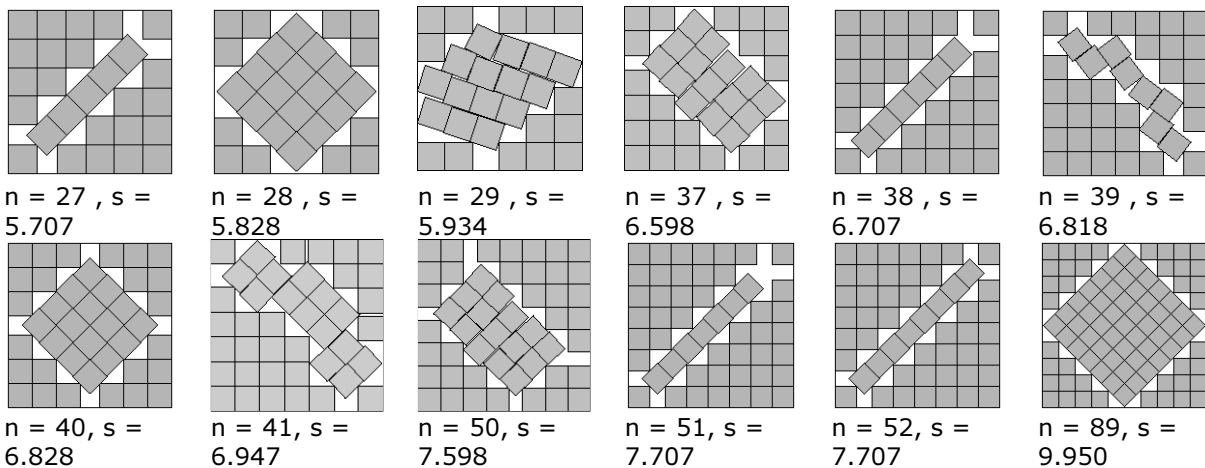 n = 27 , s = 5.707
n = 28 , s = 5.828
n = 29 , s = 5.934
n = 37 , s = 6.598
n = 38 , s = 6.707
n = 39 , s = 6.818
n = 40, s = 6.828
n = 41, s = 6.947
n = 50, s = 7.598
n = 51, s = 7.707
n = 52, s = 7.707
n = 89, s = 9.950